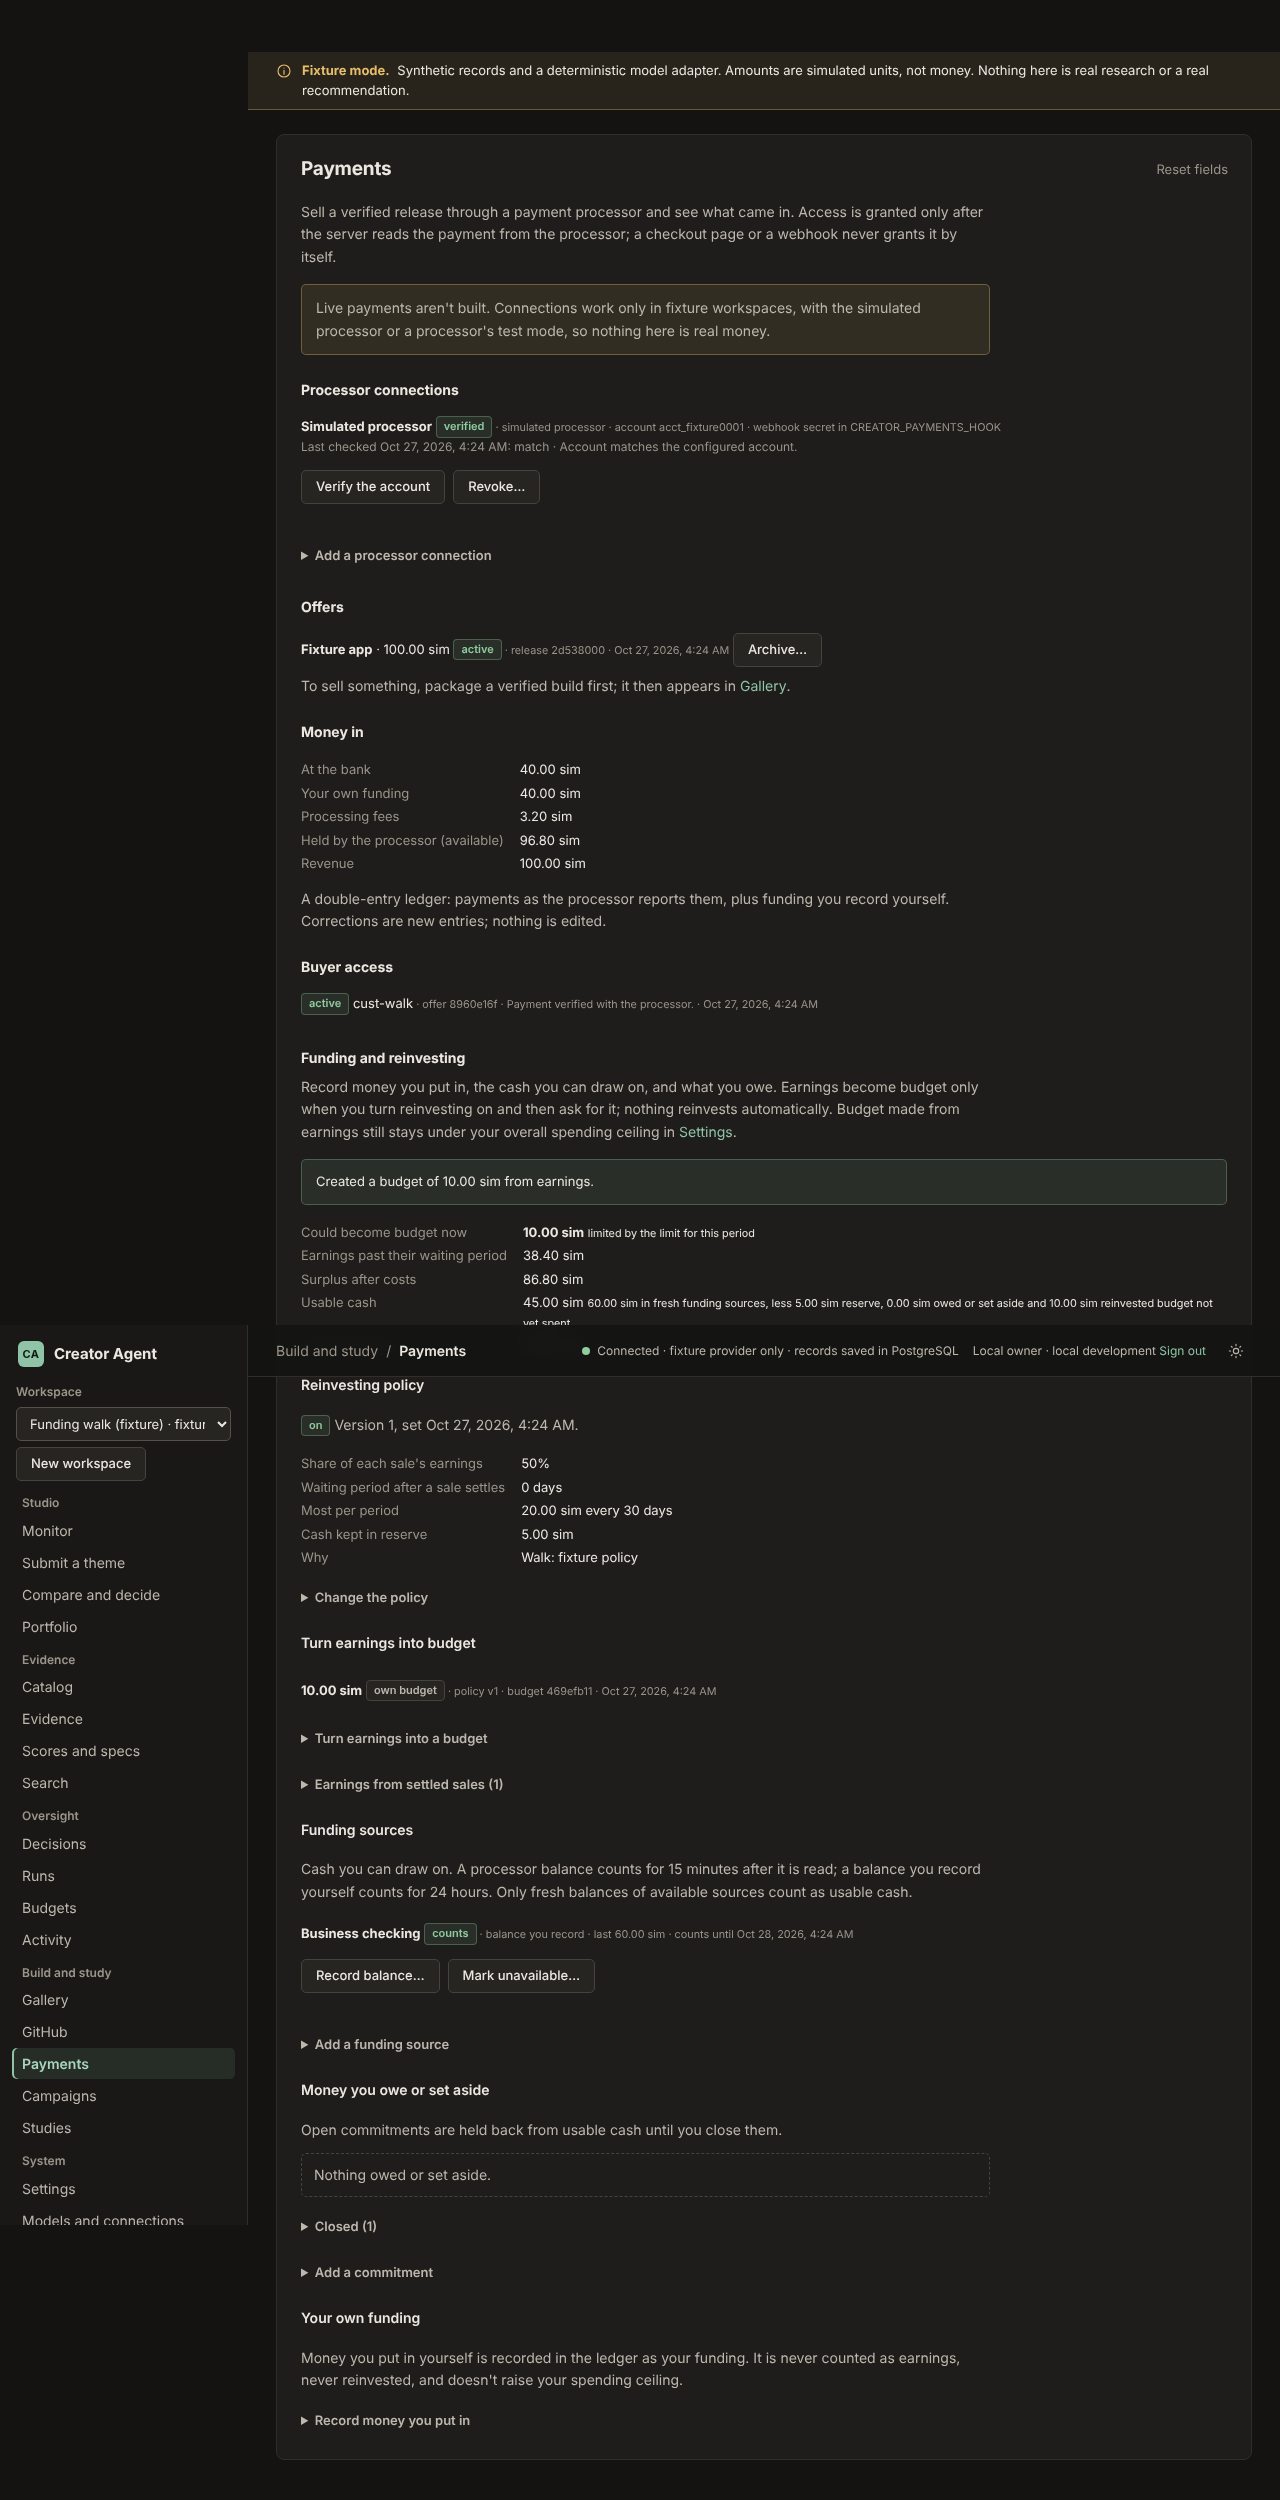 Fixture mode. Synthetic records and a deterministic model adapter. Amounts are simulated units, not money. Nothing here is real research or a real
recommendation.
Payments
Reset fields
Sell a verified release through a payment processor and see what came in. Access is granted only after
the server reads the payment from the processor; a checkout page or a webhook never grants it by
itself.
Live payments aren't built. Connections work only in fixture workspaces, with the simulated
processor or a processor's test mode, so nothing here is real money.
Processor connections
Simulated processor verified · simulated processor · account acct_fixture0001 · webhook secret in CREATOR_PAYMENTS_HOOK
Last checked Oct 27, 2026, 4:24 AM: match · Account matches the configured account.
Verify the account
Revoke...
Add a processor connection
Offers
Fixture app · 100.00 sim active · release 2d538000 · Oct 27, 2026, 4:24 AM Archive...
To sell something, package a verified build first; it then appears in Gallery.
Money in
At the bank 40.00 sim
Your own funding 40.00 sim
Processing fees 3.20 sim
Held by the processor (available) 96.80 sim
Revenue 100.00 sim
A double-entry ledger: payments as the processor reports them, plus funding you record yourself.
Corrections are new entries; nothing is edited.
Buyer access
active cust-walk · offer 8960e16f · Payment verified with the processor. · Oct 27, 2026, 4:24 AM
Funding and reinvesting
Record money you put in, the cash you can draw on, and what you owe. Earnings become budget only
when you turn reinvesting on and then ask for it; nothing reinvests automatically. Budget made from
earnings still stays under your overall spending ceiling in Settings.
Created a budget of 10.00 sim from earnings.
Could become budget now 10.00 sim limited by the limit for this period
Earnings past their waiting period 38.40 sim
Surplus after costs 86.80 sim
Usable cash 45.00 sim 60.00 sim in fresh funding sources, less 5.00 sim reserve, 0.00 sim owed or set aside and 10.00 sim reinvested budget not
yet spent
CA Creator Agent
Workspace
Funding walk (fixture) · fixtur
New workspace
Studio
Monitor
Submit a theme
Compare and decide
Portfolio
Evidence
Catalog
Evidence
Scores and specs
Search
Oversight
Decisions
Runs
Budgets
Activity
Build and study
Gallery
GitHub
Payments
Campaigns
Studies
System
Settings
Models and connections
Build and study / Payments
Connected · fixture provider only · records saved in PostgreSQL
Local owner · local development Sign out
Reinvesting policy
on Version 1, set Oct 27, 2026, 4:24 AM.
Share of each sale's earnings 50%
Waiting period after a sale settles 0 days
Most per period 20.00 sim every 30 days
Cash kept in reserve 5.00 sim
Why Walk: fixture policy
Change the policy
Turn earnings into budget
10.00 sim own budget · policy v1 · budget 469efb11 · Oct 27, 2026, 4:24 AM
Turn earnings into a budget
Earnings from settled sales (1)
Funding sources
Cash you can draw on. A processor balance counts for 15 minutes after it is read; a balance you record
yourself counts for 24 hours. Only fresh balances of available sources count as usable cash.
Business checking counts · balance you record · last 60.00 sim · counts until Oct 28, 2026, 4:24 AM
Record balance...
Mark unavailable...
Add a funding source
Money you owe or set aside
Open commitments are held back from usable cash until you close them.
Nothing owed or set aside.
Closed (1)
Add a commitment
Your own funding
Money you put in yourself is recorded in the ledger as your funding. It is never counted as earnings,
never reinvested, and doesn't raise your spending ceiling.
Record money you put in